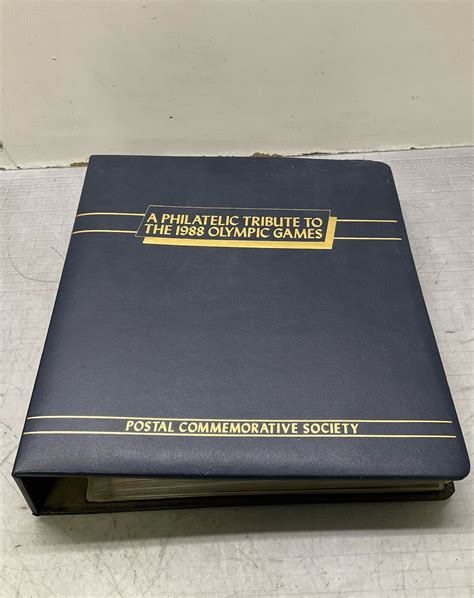 A PHILATELIC TRIBUTE TO
THE 1988 OLYMPIC GAMES
POSTAL COMMEMORATIVE SOCIETY